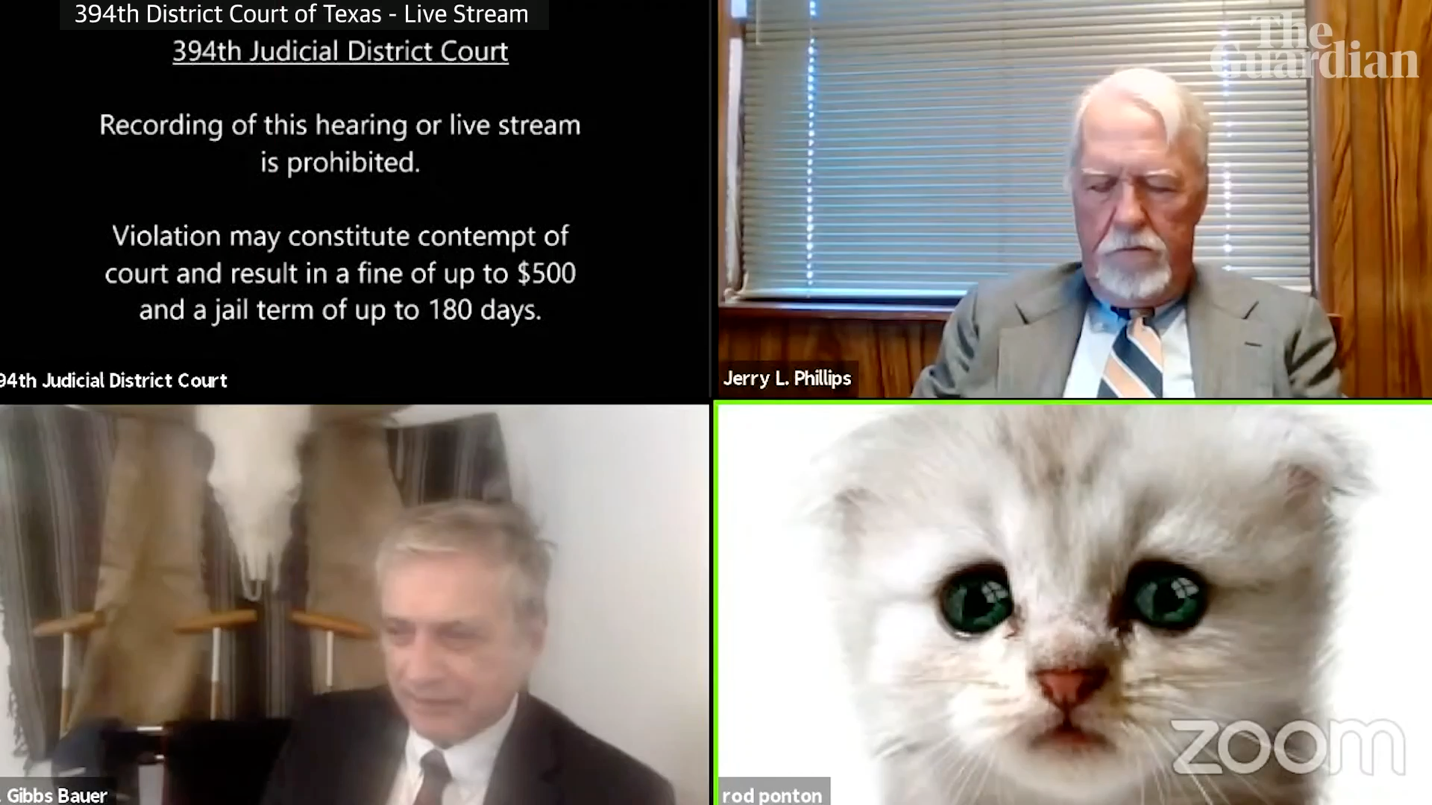 394th District Court of Texas - Live Stream
394th Judicial District Court
Recording of this hearing or live stream
is prohibited.
Violation may constitute contempt of
court and result in a fine of up to $500
and a jail term of up to 180 days.
94th Judicial District Court
The
Guardian
Jerry L. Phillips
. Gibbs Bauer
zoom
rod ponton